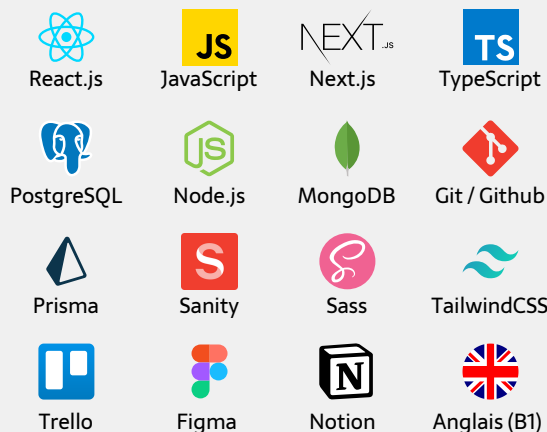 JS NEXT.JS TS
React.js JavaScript Next.js TypeScript
JS
PostgreSQL Node.js MongoDB Git / Github
S
Prisma Sanity Sass TailwindCSS
N
Trello Figma Notion Anglais (B1)